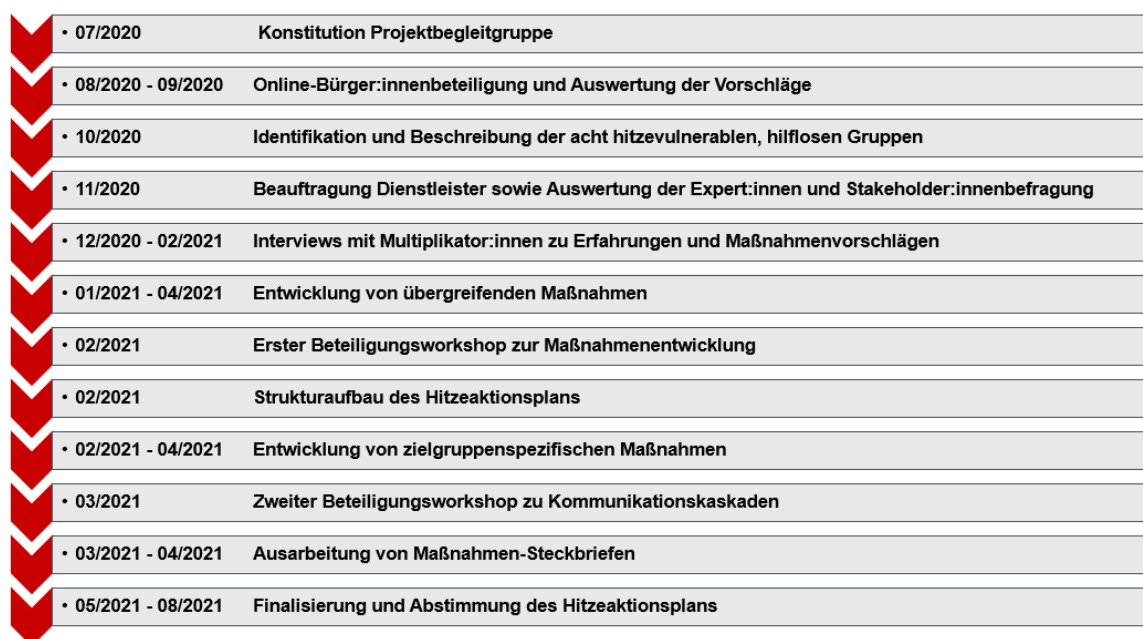 • 07/2020 Konstitution Projektbegleitgruppe
• 08/2020 - 09/2020 Online-Bürger:innenbeteiligung und Auswertung der Vorschläge
• 10/2020 Identifikation und Beschreibung der acht hitzevulnerablen, hilflosen Gruppen
• 11/2020 Beauftragung Dienstleister sowie Auswertung der Expert:innen und Stakeholder:innenbefragung
• 12/2020 - 02/2021 Interviews mit Multiplikator:innen zu Erfahrungen und Maßnahmenvorschlägen
• 01/2021 - 04/2021 Entwicklung von übergreifenden Maßnahmen
• 02/2021 Erster Beteiligungsworkshop zur Maßnahmenentwicklung
• 02/2021 Strukturaufbau des Hitzeaktionsplans
• 02/2021 - 04/2021 Entwicklung von zielgruppenspezifischen Maßnahmen
• 03/2021 Zweiter Beteiligungsworkshop zu Kommunikationskaskaden
• 03/2021 - 04/2021 Ausarbeitung von Maßnahmen-Steckbriefen
• 05/2021 - 08/2021 Finalisierung und Abstimmung des Hitzeaktionsplans